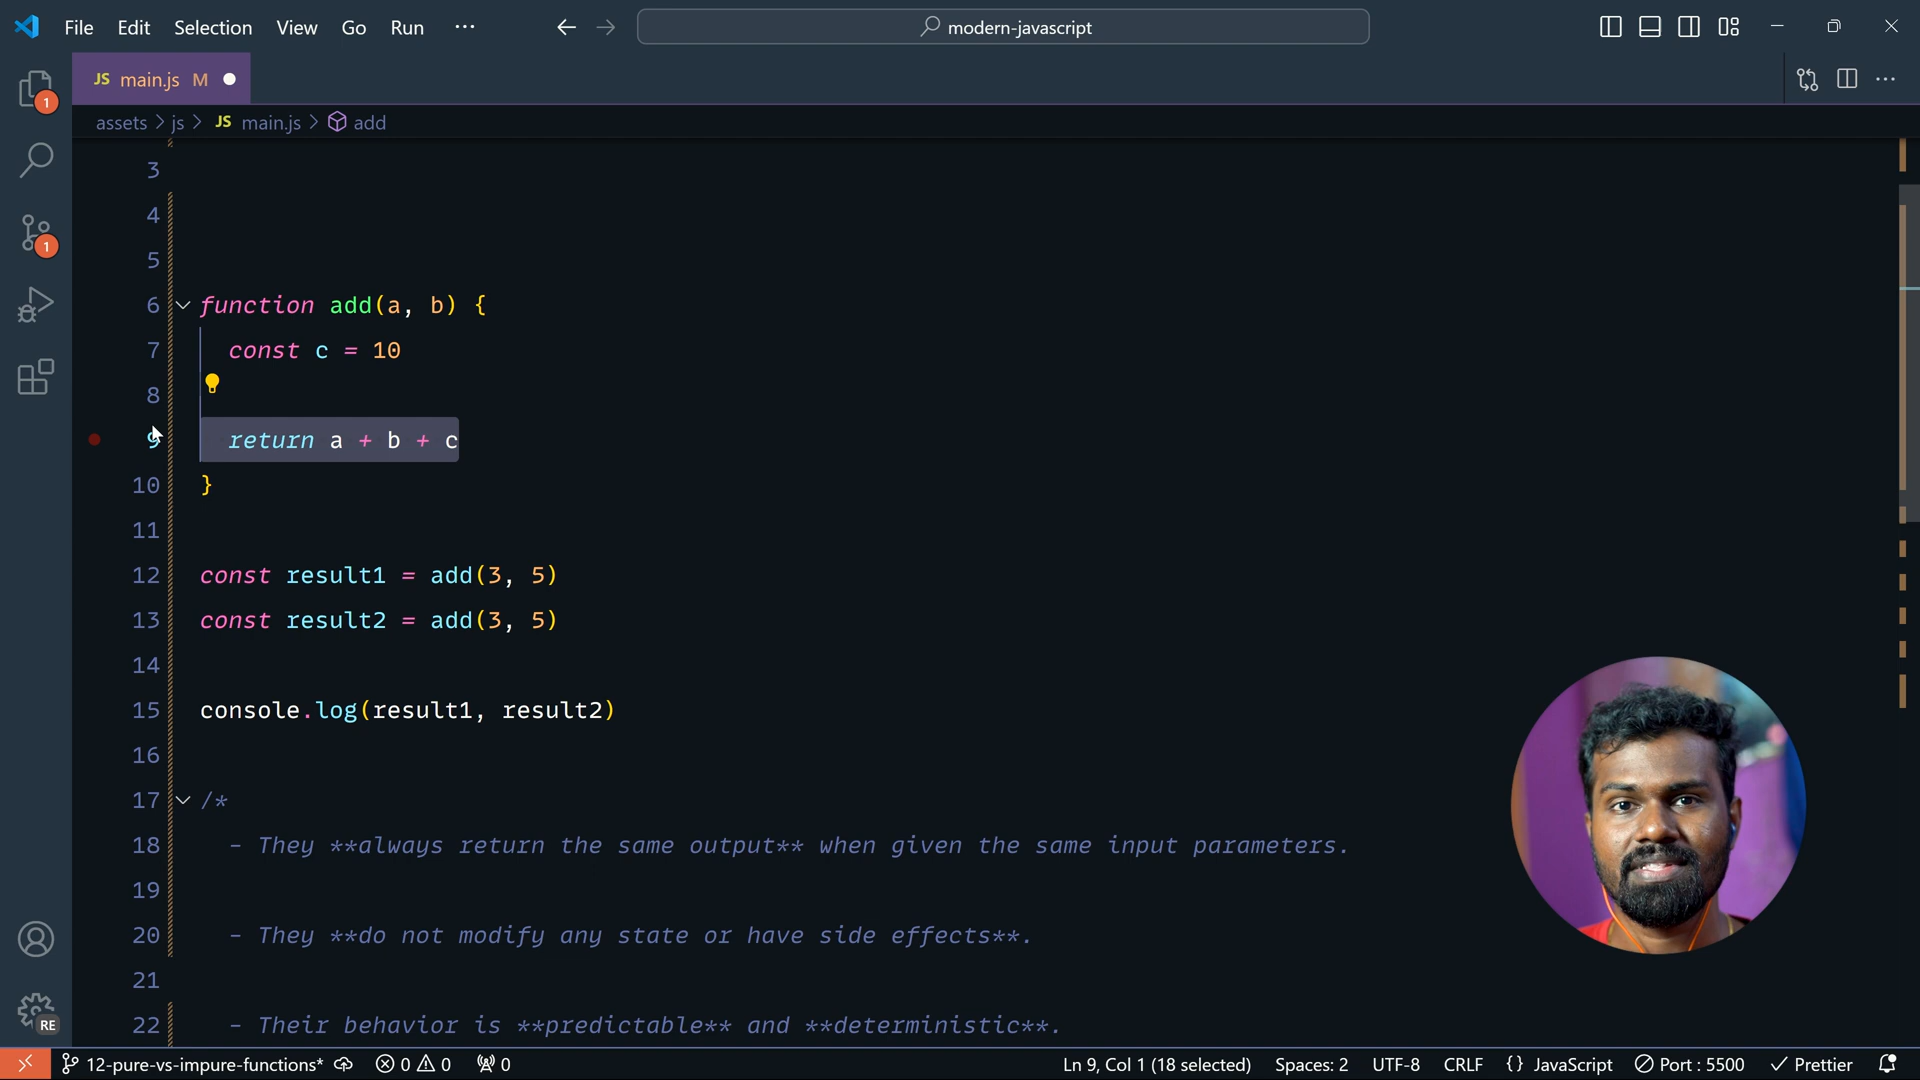 File Edit Selection View Go Run ··· modern-javascript
JS main.js M
assets > js > JS main.js > add
1
3
4
5
1
6 function add(a, b) {
7 const c = 10
8
9 return a + b + c
10 }
11
12 const result1 = add(3, 5)
13 const result2 = add(3, 5)
14
15 console.log(result1, result2)
16
17 /*
18 - They **always return the same output** when given the same input parameters.
19
20 - They **do not modify any state or have side effects**.
21
22 - Their behavior is **predictable** and **deterministic**.
RE
12-pure-vs-impure-functions* 0 0 0 Ln 9, Col 1 (18 selected) Spaces: 2 UTF-8 CRLF {} JavaScript Port : 5500 Prettier